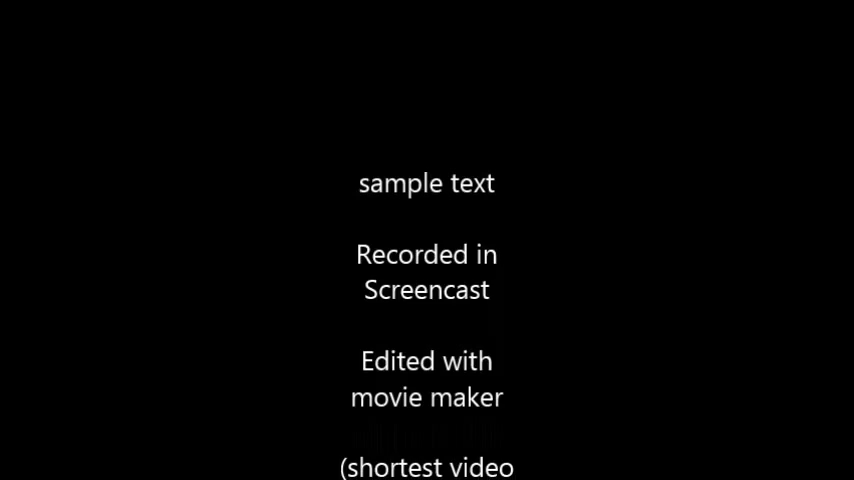 sample text
Recorded in
Screencast
Edited with
movie maker
(shortest video